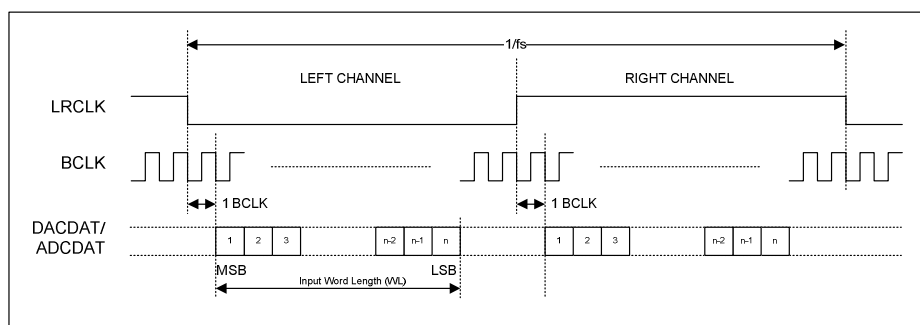 1/fs
LEFT CHANNEL
RIGHT CHANNEL
LRCLK
BCLK
1 BCLK
1 BCLK
DACDAT/
ADCDAT
1 2 3 n-2 n-1 n
1 2 3 n-2 n-1 n
MSB
LSB
Input Word Length (WL)